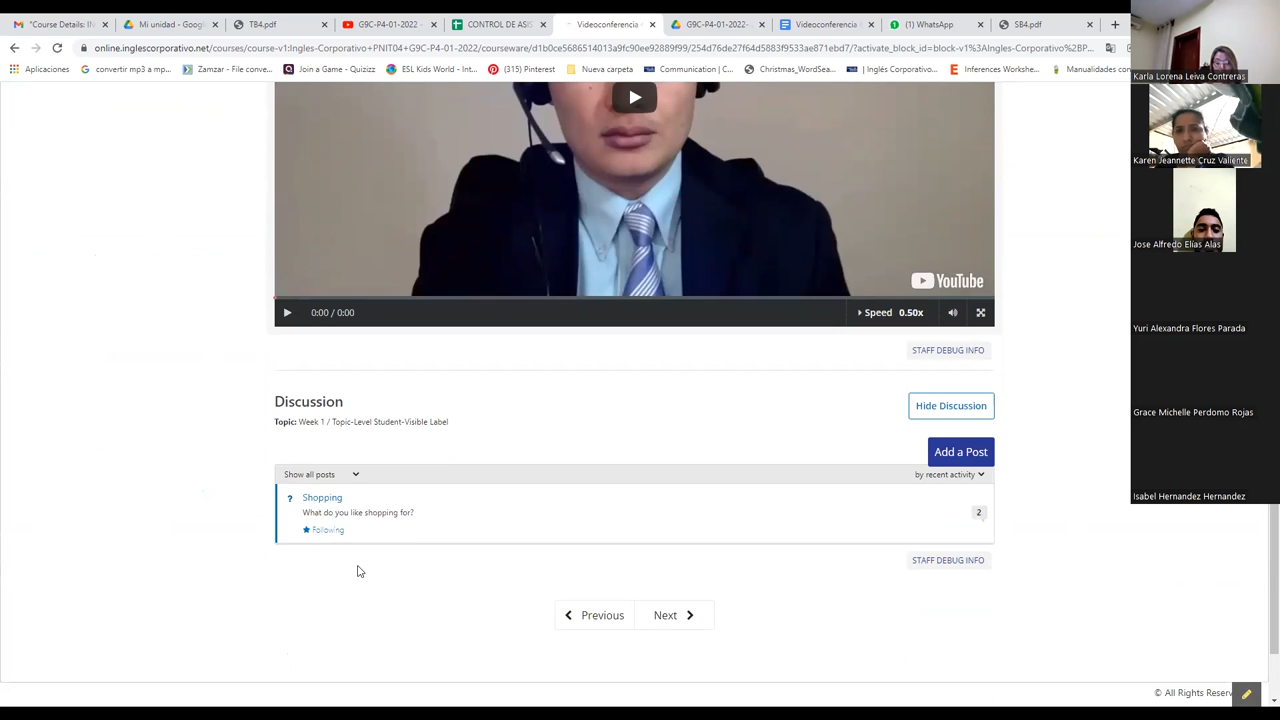 "Course Details: IN
Mi unidad - Googl
TB4.pdf
G9C-P4-01-2022 -
CONTROL DE ASIS
Videoconferencia
G9C-P4-01-2022-
Videoconferencia
(1) WhatsApp
SB4.pdf
online.inglescorporativo.net/courses/course-v1:Ingles-Corporativo+PNIT04+G9C-P4-01-2022/courseware/d1b0ce5686514013a9fc90ee92889f99/254d76de27f64d5883f9533ae871ebd7/?activate_block_id=block-v1%3AIngles-Corporativo%2BP...
Aplicaciones
convertir mp3 a mp...
Zamzar - File conve...
Join a Game - Quizizz
ESL Kids World - Int...
(315) Pinterest
Nueva carpeta
Communication | C...
Christmas_WordSea...
| Inglés Corporativo...
Inferences Workshe...
Manualidades con
YouTube
0:00 / 0:00
Speed 0.50x
STAFF DEBUG INFO
Discussion
Hide Discussion
Topic: Week 1 / Topic-Level Student-Visible Label
Add a Post
Show all posts
by recent activity
? Shopping
What do you like shopping for?
2
Following
STAFF DEBUG INFO
Previous
Next
© All Rights Reserv
Karla Lorena Leiva Contreras
Karen Jeannette Cruz Valiente
Jose Alfredo Elías Alas
Yuri Alexandra Flores Parada
Grace Michelle Perdomo Rojas
Isabel Hernandez Hernandez